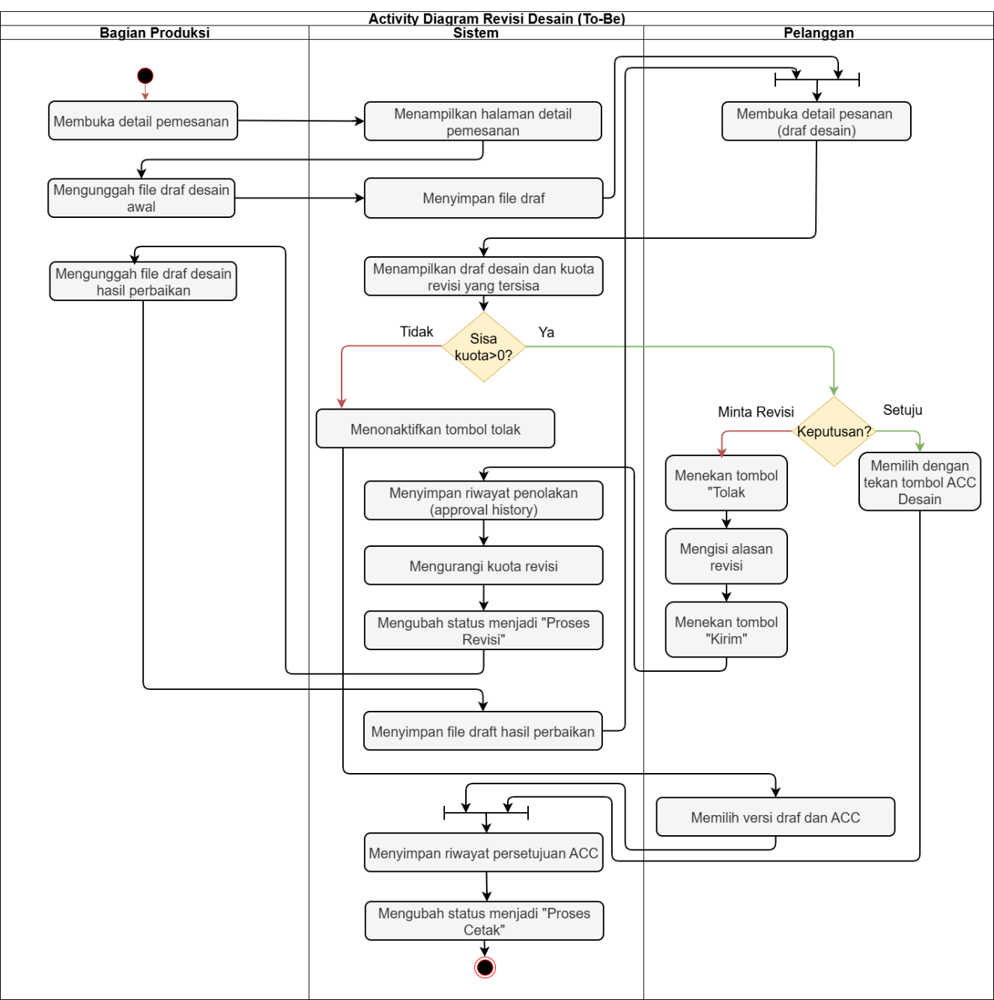 Activity Diagram Revisi Desain (To-Be)
Bagian Produksi
Sistem
Pelanggan
Membuka detail pemesanan
Menampilkan halaman detail
pemesanan
Membuka detail pesanan
(draf desain)
Mengunggah file draf desain
awal
Menyimpan file draf
Mengunggah file draf desain
hasil perbaikan
Menampilkan draf desain dan kuota
revisi yang tersisa
Tidak
Sisa
kuota>0?
Ya
Menonaktifkan tombol tolak
Minta Revisi
Keputusan?
Setuju
Menekan tombol
"Tolak
Memilih dengan
tekan tombol ACC
Desain
Menyimpan riwayat penolakan
(approval history)
Mengisi alasan
revisi
Mengurangi kuota revisi
Menekan tombol
"Kirim"
Mengubah status menjadi "Proses
Revisi"
Menyimpan file draft hasil perbaikan
Memilih versi draf dan ACC
Menyimpan riwayat persetujuan ACC
Mengubah status menjadi "Proses
Cetak"